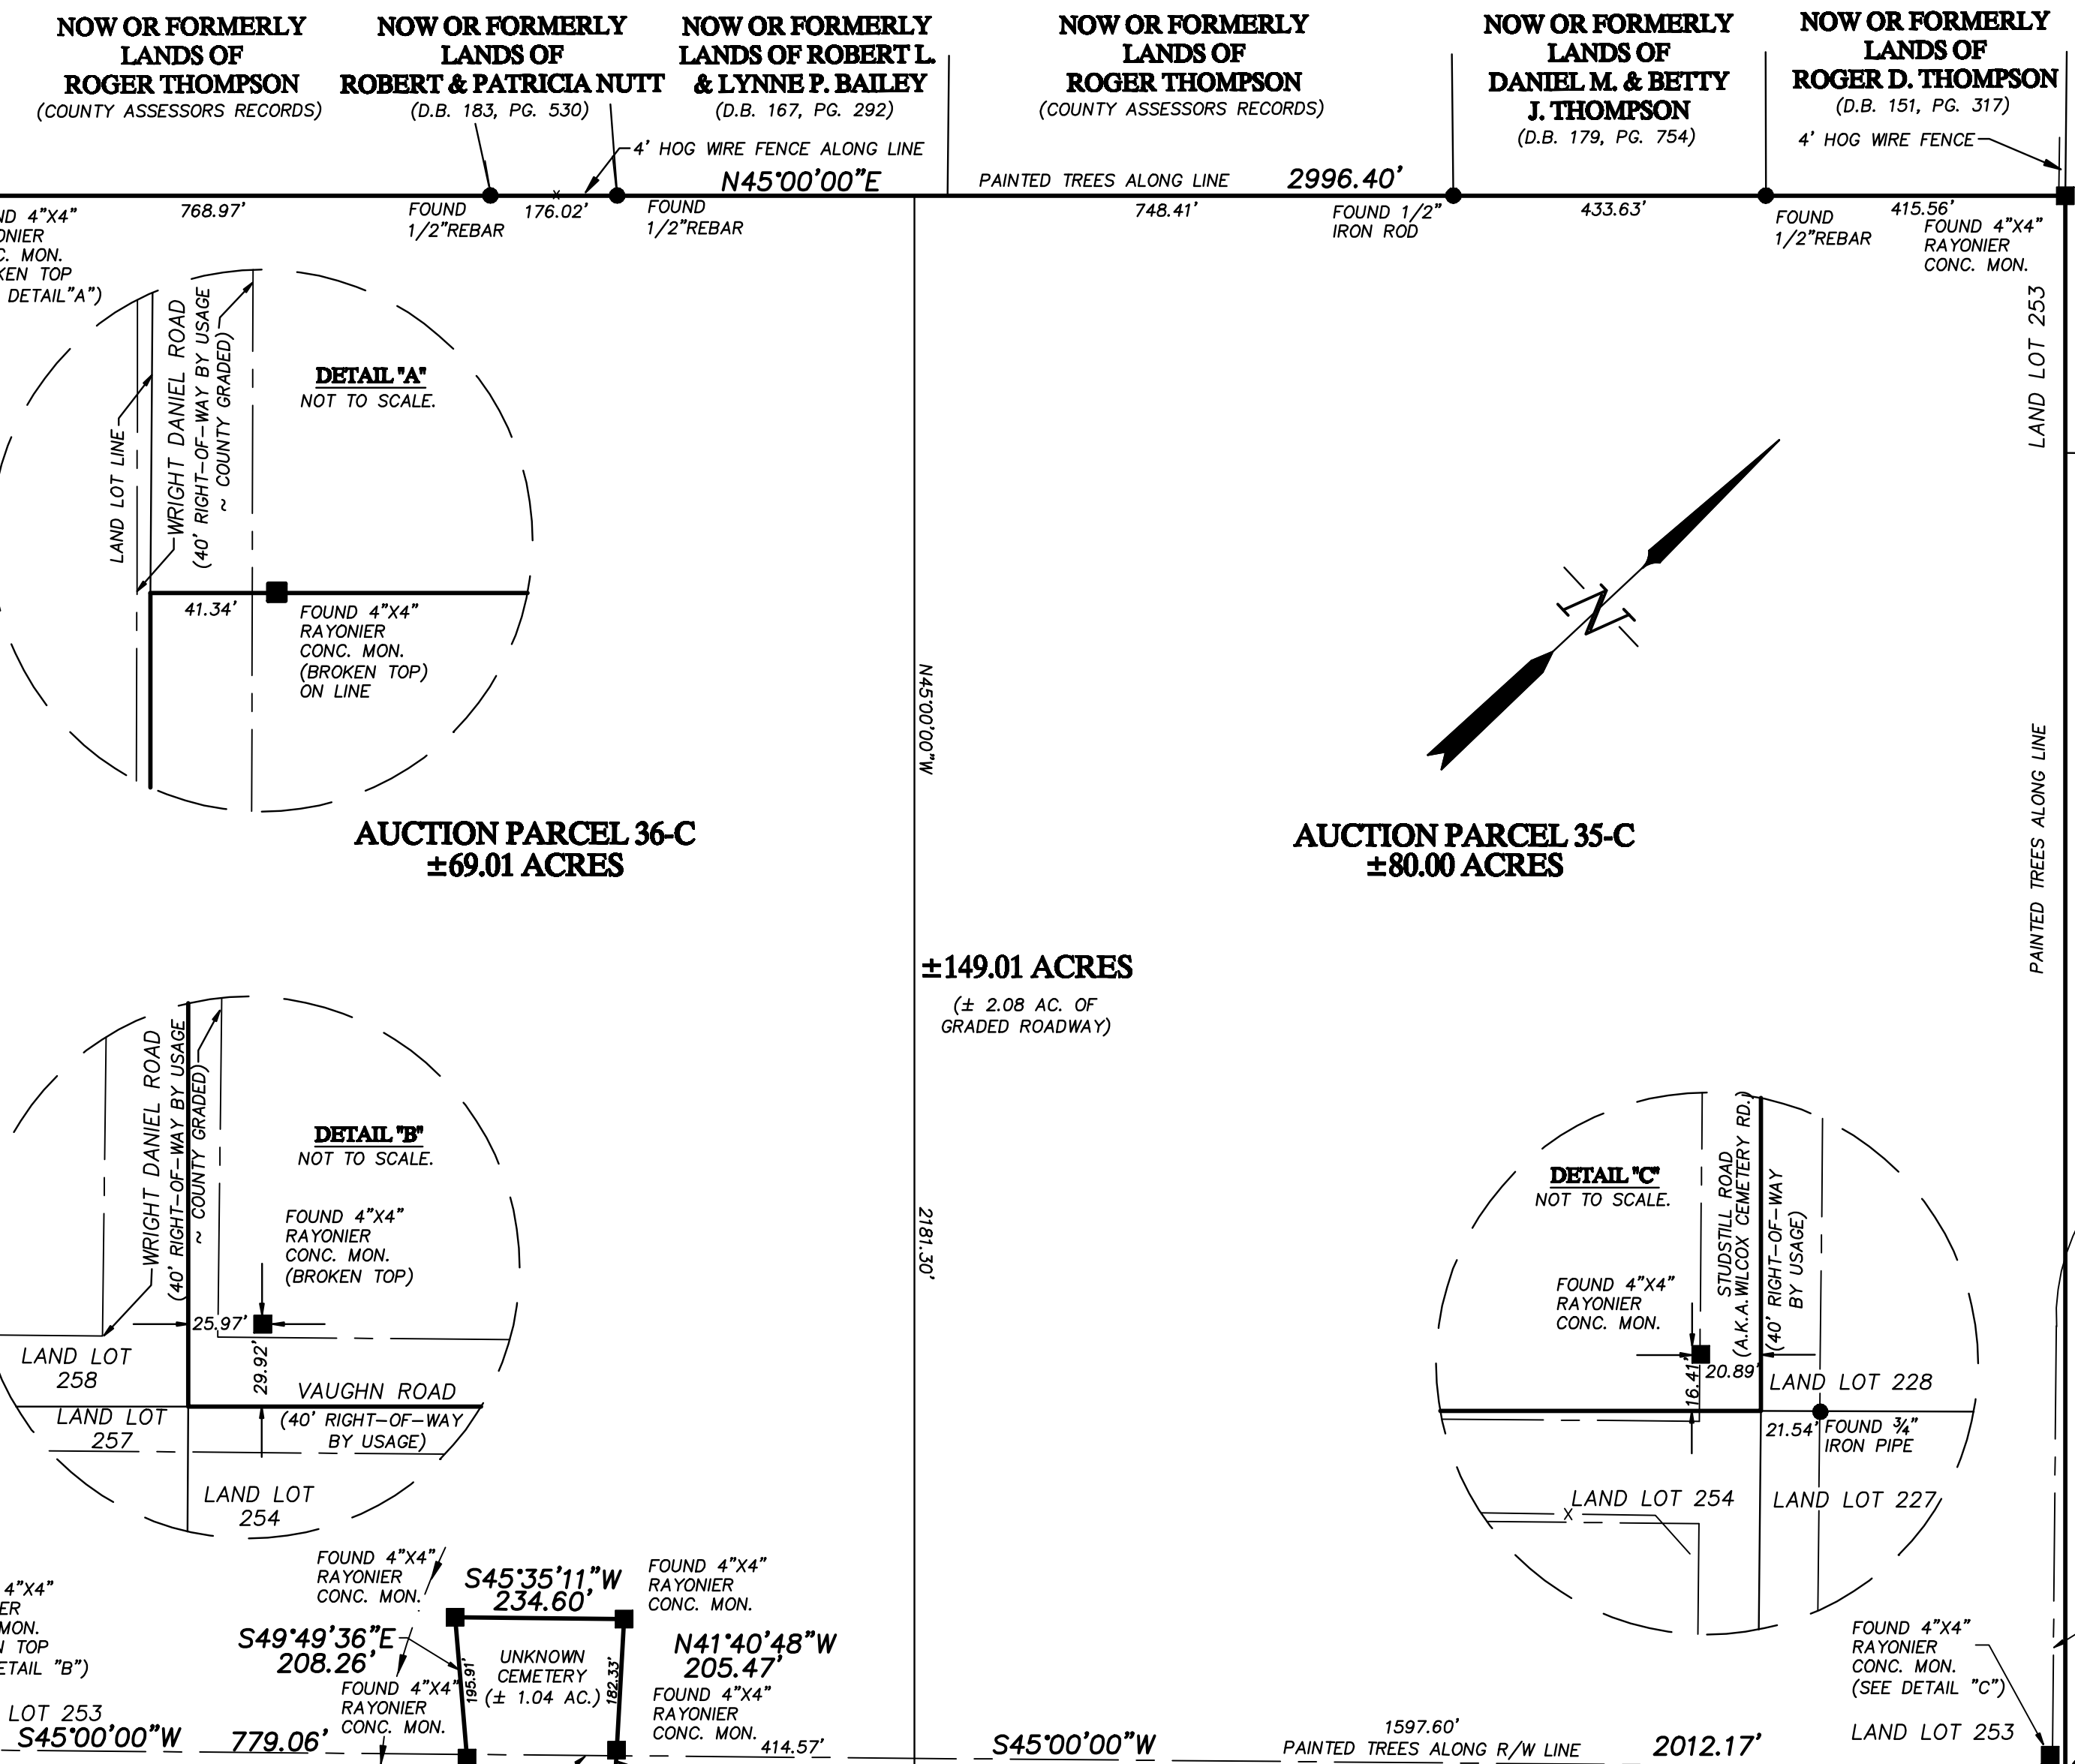 NOW OR FORMERLY
LANDS OF
ROGER THOMPSON
(COUNTY ASSESSORS RECORDS)
NOW OR FORMERLY
LANDS OF
ROBERT & PATRICIA NUTT
(D.B. 183, PG. 530)
NOW OR FORMERLY
LANDS OF ROBERT L.
& LYNNE P. BAILEY
(D.B. 167, PG. 292)
NOW OR FORMERLY
LANDS OF
ROGER THOMPSON
(COUNTY ASSESSORS RECORDS)
NOW OR FORMERLY
LANDS OF
DANIEL M. & BETTY
J. THOMPSON
(D.B. 179, PG. 754)
NOW OR FORMERLY
LANDS OF
ROGER D. THOMPSON
(D.B. 151, PG. 317)
4' HOG WIRE FENCE
4' HOG WIRE FENCE ALONG LINE
N45°00'00"E
PAINTED TREES ALONG LINE
2996.40'
ND 4"X4"
ONIER
C. MON.
KEN TOP
DETAIL"A")
768.97'
FOUND
1/2"REBAR
X
176.02'
FOUND
1/2"REBAR
748.41'
FOUND 1/2"
IRON ROD
433.63'
FOUND
1/2"REBAR
415.56'
FOUND 4"X4"
RAYONIER
CONC. MON.
LAND LOT 253
PAINTED TREES ALONG LINE
LAND LOT LINE
WRIGHT DANIEL ROAD
(40' RIGHT-OF-WAY BY USAGE
~ COUNTY GRADED)
DETAIL "A"
NOT TO SCALE.
41.34'
FOUND 4"X4"
RAYONIER
CONC. MON.
(BROKEN TOP)
ON LINE
N
N45°00'00"W
2181.30'
AUCTION PARCEL 36-C
±69.01 ACRES
AUCTION PARCEL 35-C
±80.00 ACRES
±149.01 ACRES
(± 2.08 AC. OF
GRADED ROADWAY)
WRIGHT DANIEL ROAD
(40' RIGHT-OF-WAY BY USAGE
~ COUNTY GRADED)
DETAIL "B"
NOT TO SCALE.
FOUND 4"X4"
RAYONIER
CONC. MON.
(BROKEN TOP)
25.97'
29.92'
LAND LOT
258
LAND LOT
257
VAUGHN ROAD
(40' RIGHT-OF-WAY
BY USAGE)
LAND LOT
254
DETAIL "C"
NOT TO SCALE.
STUDSTILL ROAD
(A.K.A.WILCOX CEMETERY RD.)
(40' RIGHT-OF-WAY
BY USAGE)
FOUND 4"X4"
RAYONIER
CONC. MON.
16.41'
20.89'
LAND LOT 228
21.54'
FOUND ¾"
IRON PIPE
LAND LOT 254
LAND LOT 227
X
4"X4"
ER
MON.
N TOP
ETAIL "B")
LOT 253
S45°00'00"W
779.06'
FOUND 4"X4"
RAYONIER
CONC. MON.
S45°35'11"W
234.60'
FOUND 4"X4"
RAYONIER
CONC. MON.
S49°49'36"E
208.26'
195.91'
UNKNOWN
CEMETERY
(± 1.04 AC.)
182.33'
N41°40'48"W
205.47'
FOUND 4"X4"
RAYONIER
CONC. MON.
FOUND 4"X4"
RAYONIER
CONC. MON.
414.57'
S45°00'00"W
1597.60'
PAINTED TREES ALONG R/W LINE
2012.17'
FOUND 4"X4"
RAYONIER
CONC. MON.
(SEE DETAIL "C")
LAND LOT 253